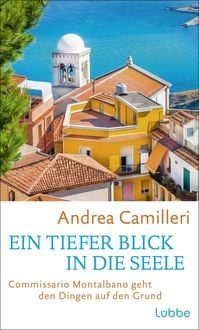 Andrea Camilleri
EIN TIEFER BLICK
IN DIE SEELE
Commissario Montalbano geht
den Dingen auf den Grund
Lübbe